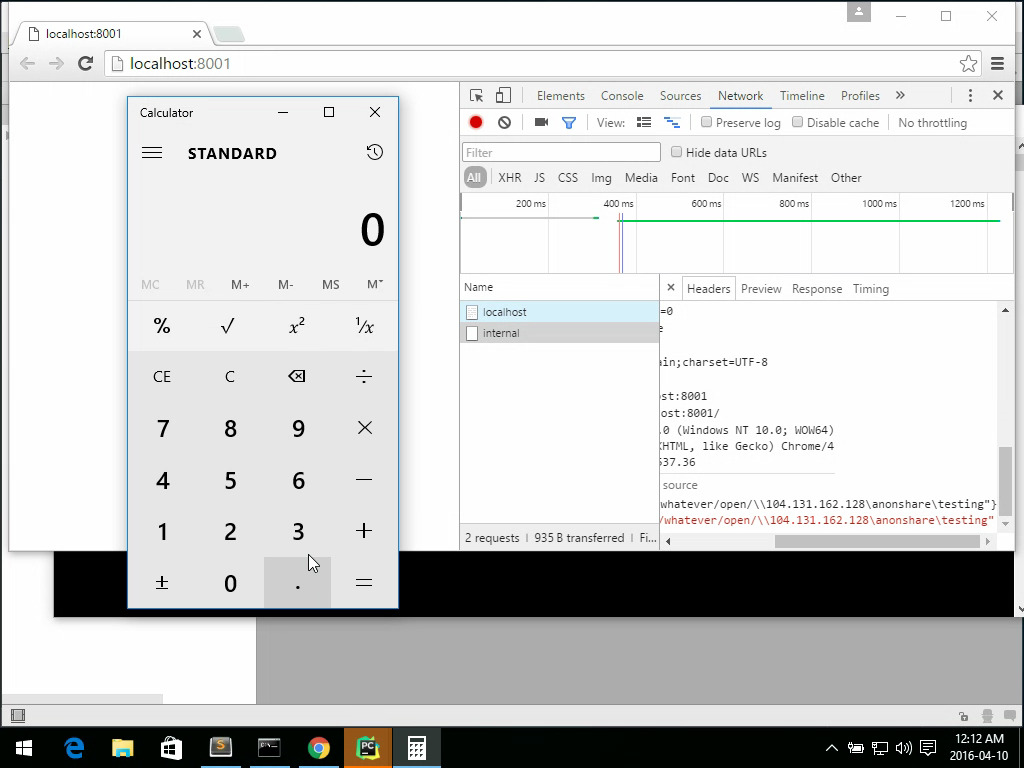 localhost:8001
localhost:8001
Calculator
STANDARD
0
MC MR M+ M- MS M˅
% √ x² ¹/x
CE C ÷
7 8 9 ×
4 5 6 −
1 2 3 +
± 0 . =
Elements Console Sources Network Timeline Profiles »
View: Preserve log Disable cache No throttling
Filter Hide data URLs
All XHR JS CSS Img Media Font Doc WS Manifest Other
200 ms 400 ms 600 ms 800 ms 1000 ms 1200 ms
Name
localhost
internal
2 requests | 935 B transferred | Fi...
× Headers Preview Response Timing
=0
e
ain;charset=UTF-8
st:8001
host:8001/
.0 (Windows NT 10.0; WOW64)
KHTML, like Gecko) Chrome/4
537.36
source
whatever/open/\\104.131.162.128\anonshare\testing"}
/whatever/open/\\104.131.162.128\anonshare\testing"
S
PC
12:12 AM
2016-04-10